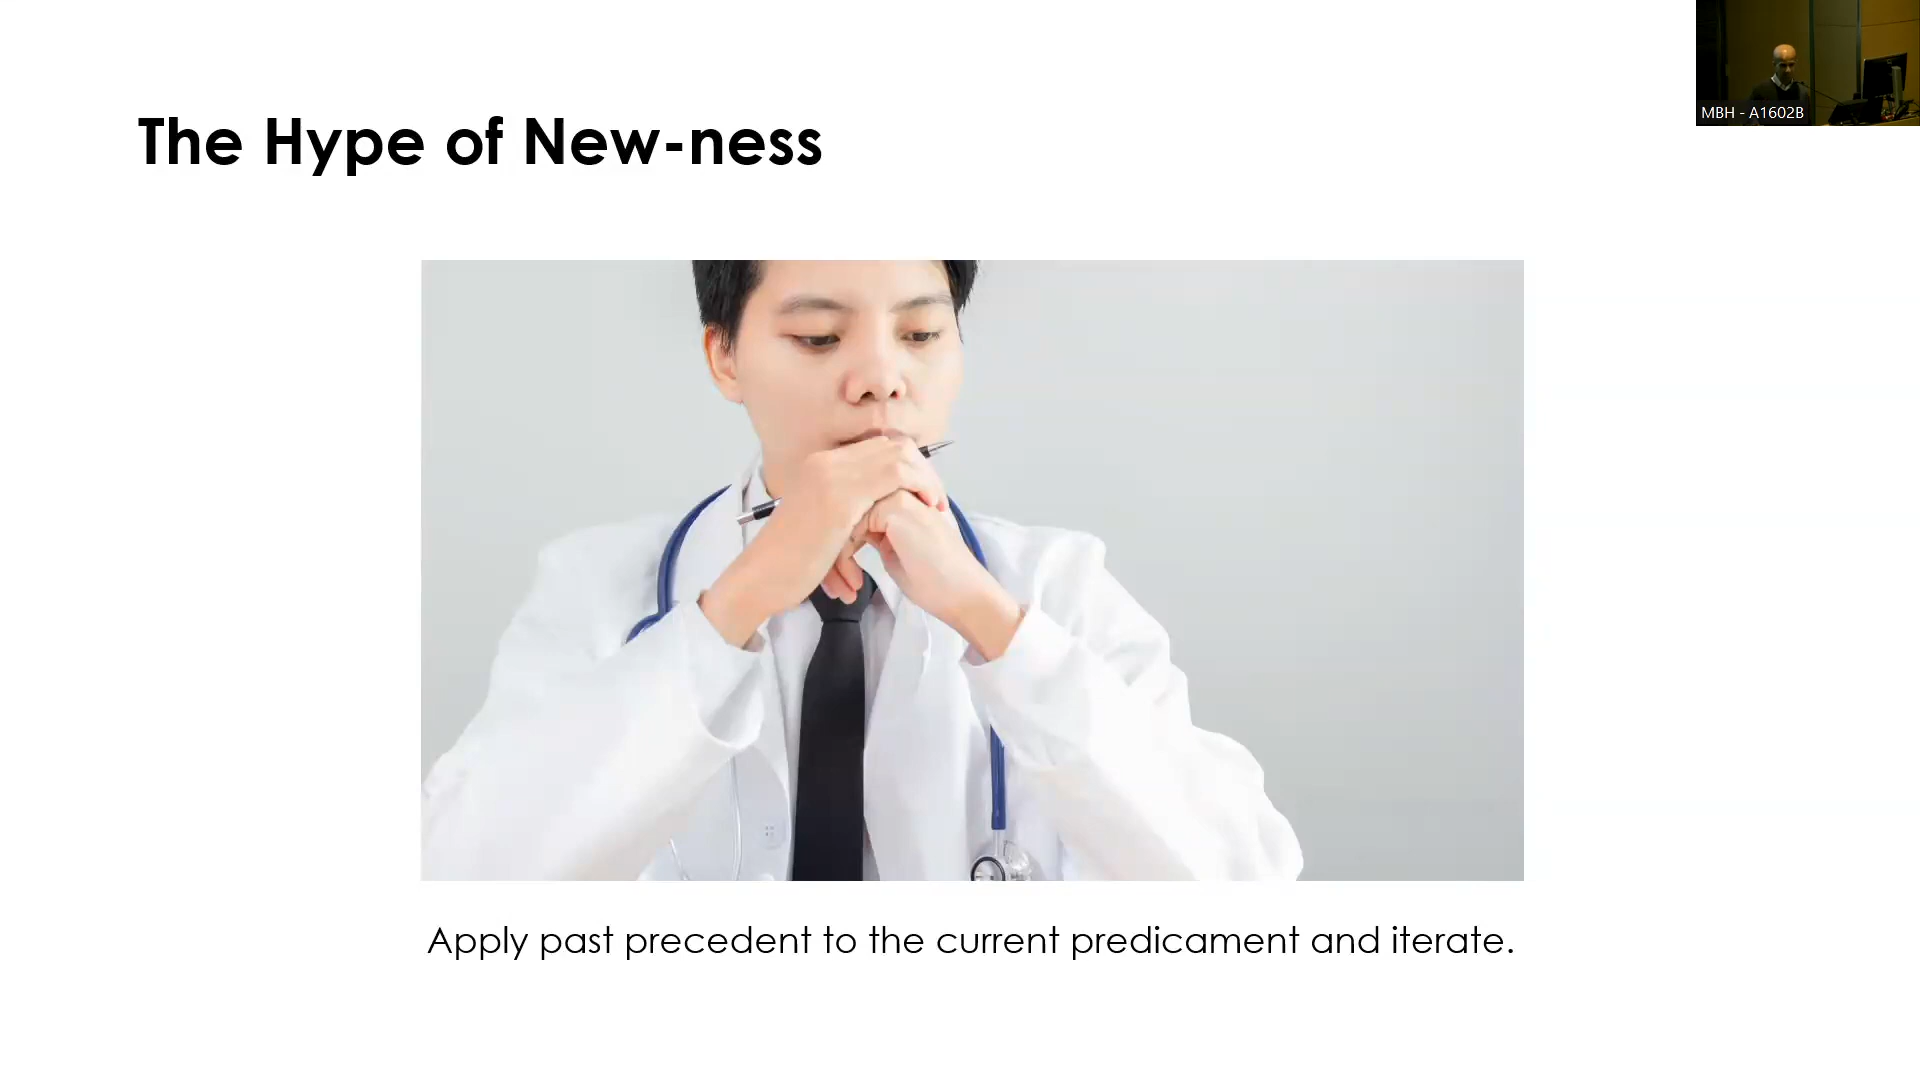 The Hype of New-ness
MBH - A1602B
Apply past precedent to the current predicament and iterate.